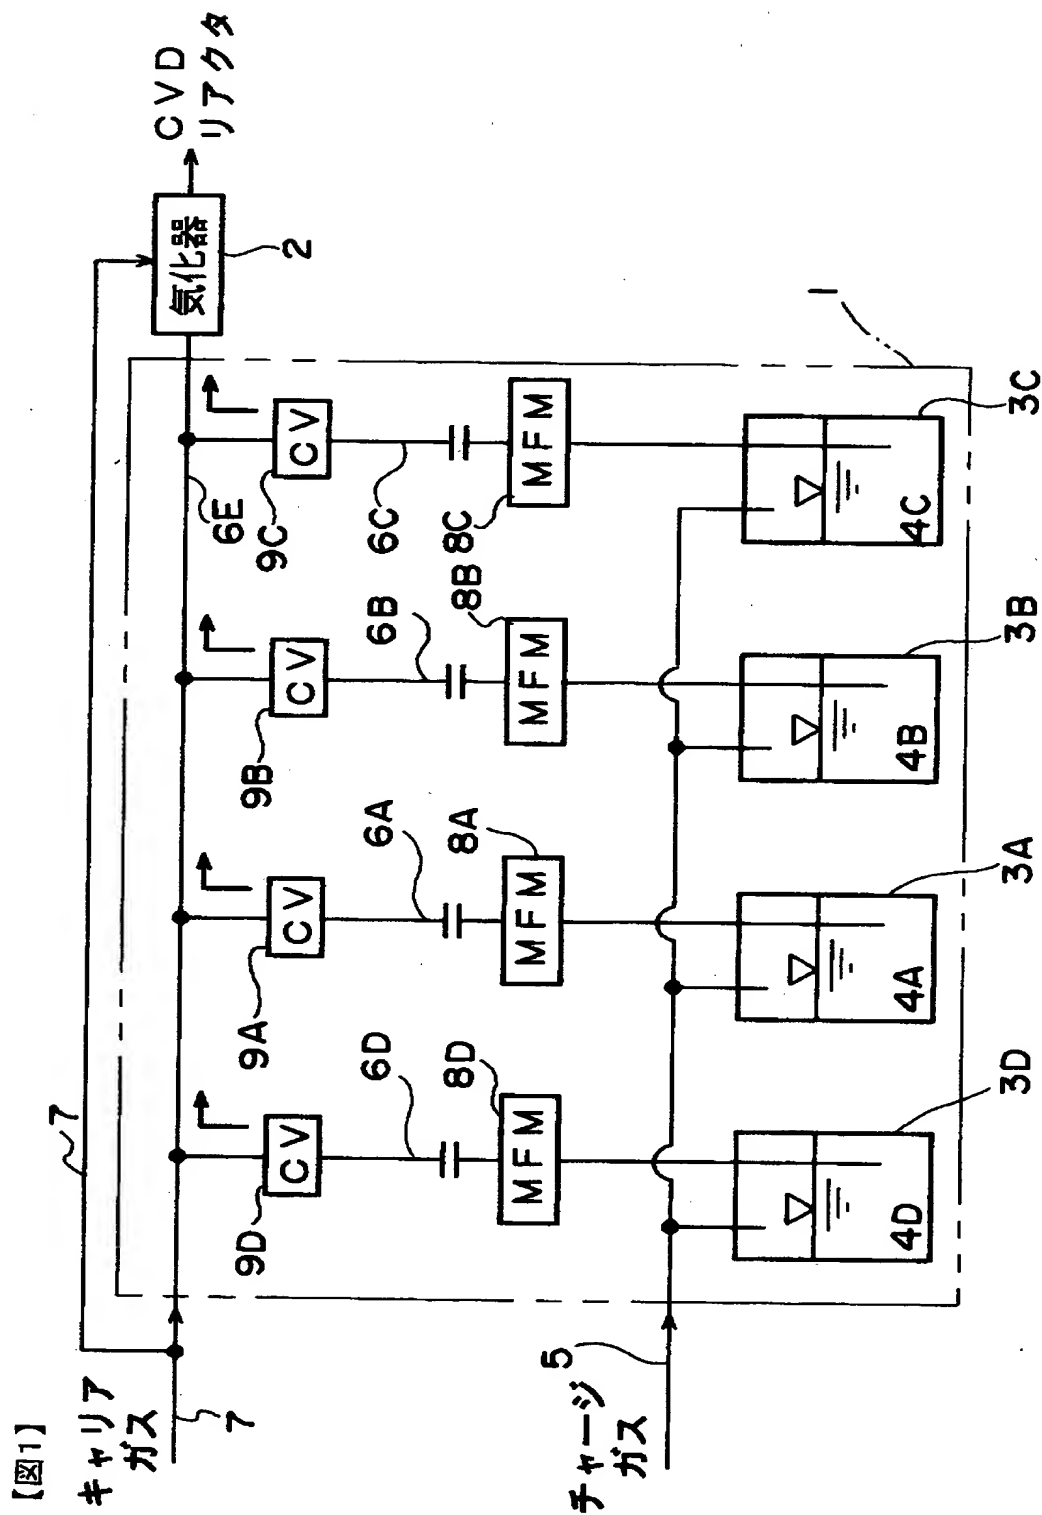 【図1】
キャリア
ガス
7
7
CVD
リアクタ
気化器
2
1
6E
9D
CV
9A
CV
9B
CV
9C
CV
6D
6A
6B
6C
8D
MFM
8A
MFM
8B
MFM
8C
MFM
チャージ
ガス
5
4D
3D
4A
3A
4B
3B
4C
3C